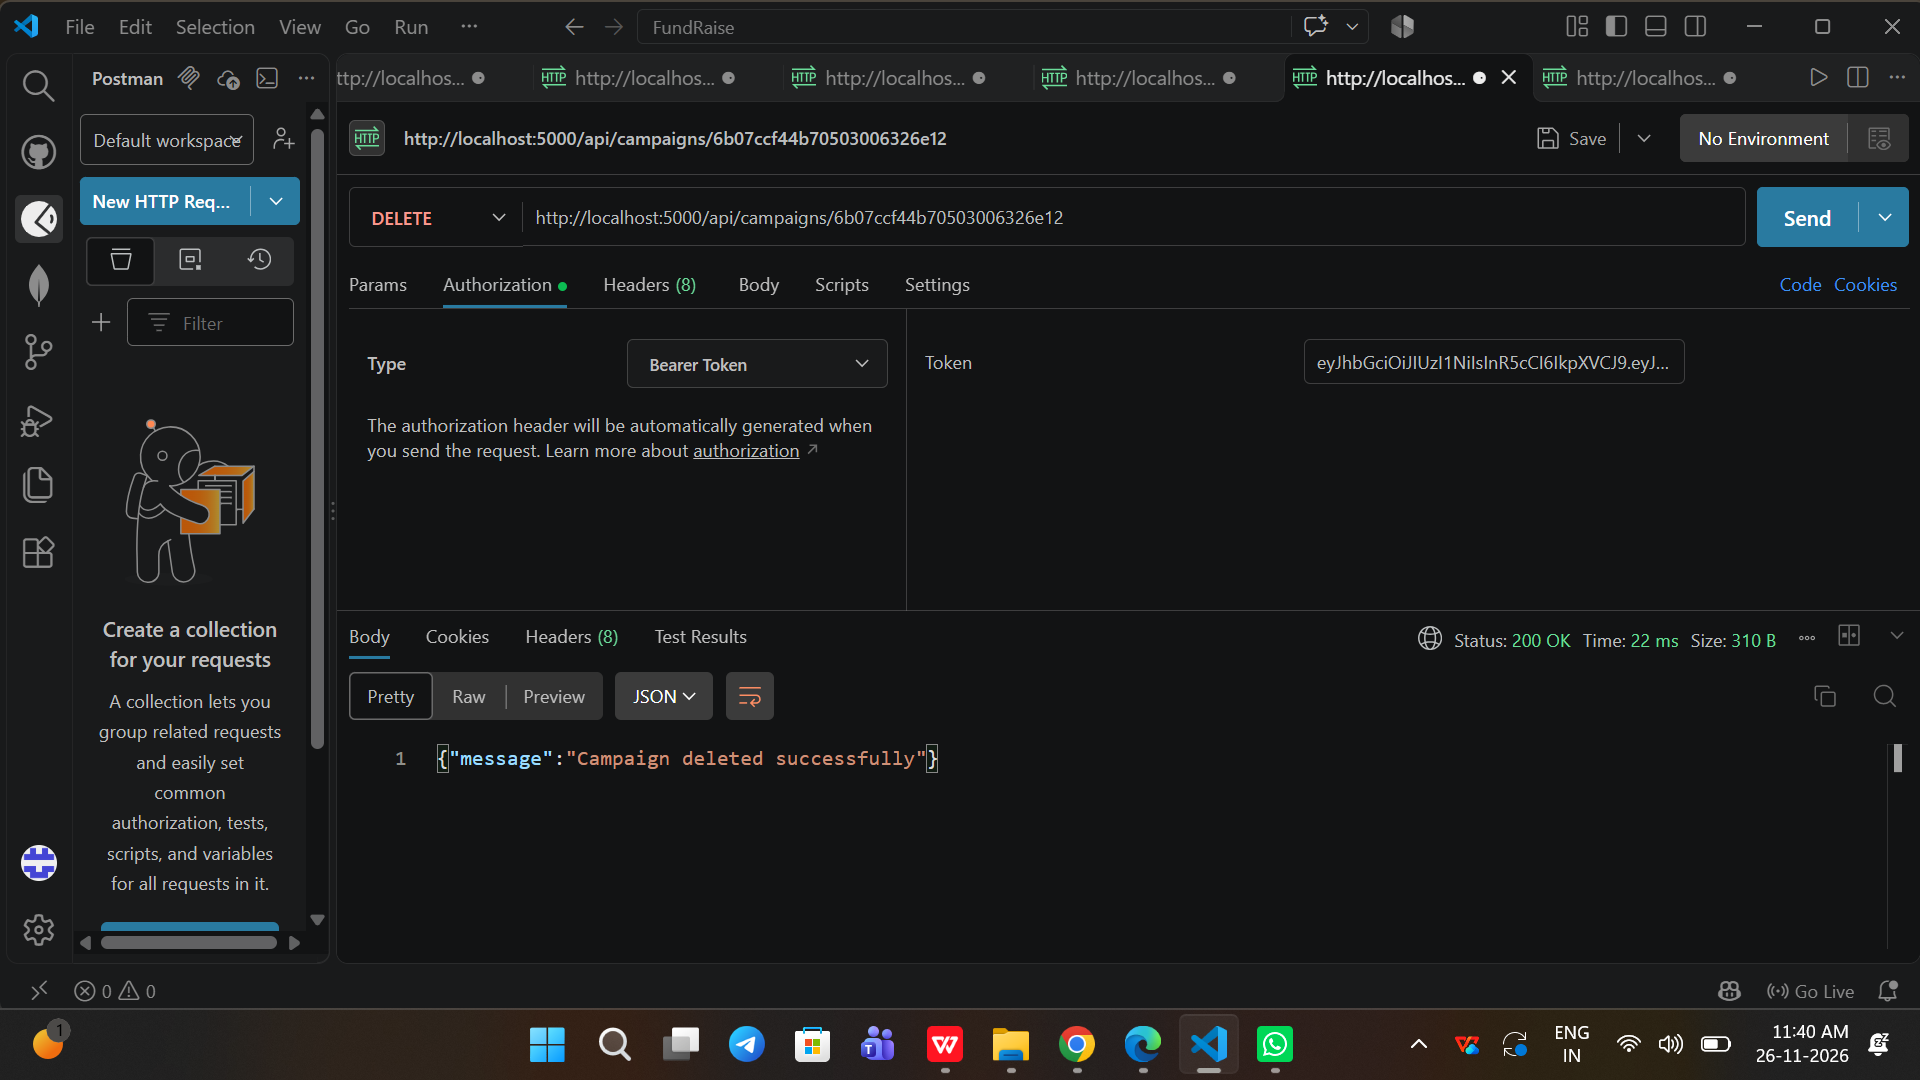 File Edit Selection View Go Run ···
FundRaise
Postman
ttp://localhos...
HTTP http://localhos...
HTTP http://localhos...
HTTP http://localhos...
HTTP http://localhos...
HTTP http://localhos...
Default workspace
HTTP http://localhost:5000/api/campaigns/6b07ccf44b70503006326e12
Save
No Environment
New HTTP Req...
DELETE
http://localhost:5000/api/campaigns/6b07ccf44b70503006326e12
Send
Params Authorization Headers (8) Body Scripts Settings
Code Cookies
Filter
Type
Bearer Token
Token
eyJhbGciOiJIUzI1NiIsInR5cCI6IkpXVCJ9.eyJ...
The authorization header will be automatically generated when
you send the request. Learn more about authorization ↗
Create a collection
for your requests
A collection lets you
group related requests
and easily set
common
authorization, tests,
scripts, and variables
for all requests in it.
Body Cookies Headers (8) Test Results
Status: 200 OK Time: 22 ms Size: 310 B
Pretty Raw Preview JSON
1 {"message":"Campaign deleted successfully"}
0 0
Go Live
1
ENG
IN
11:40 AM
26-11-2026